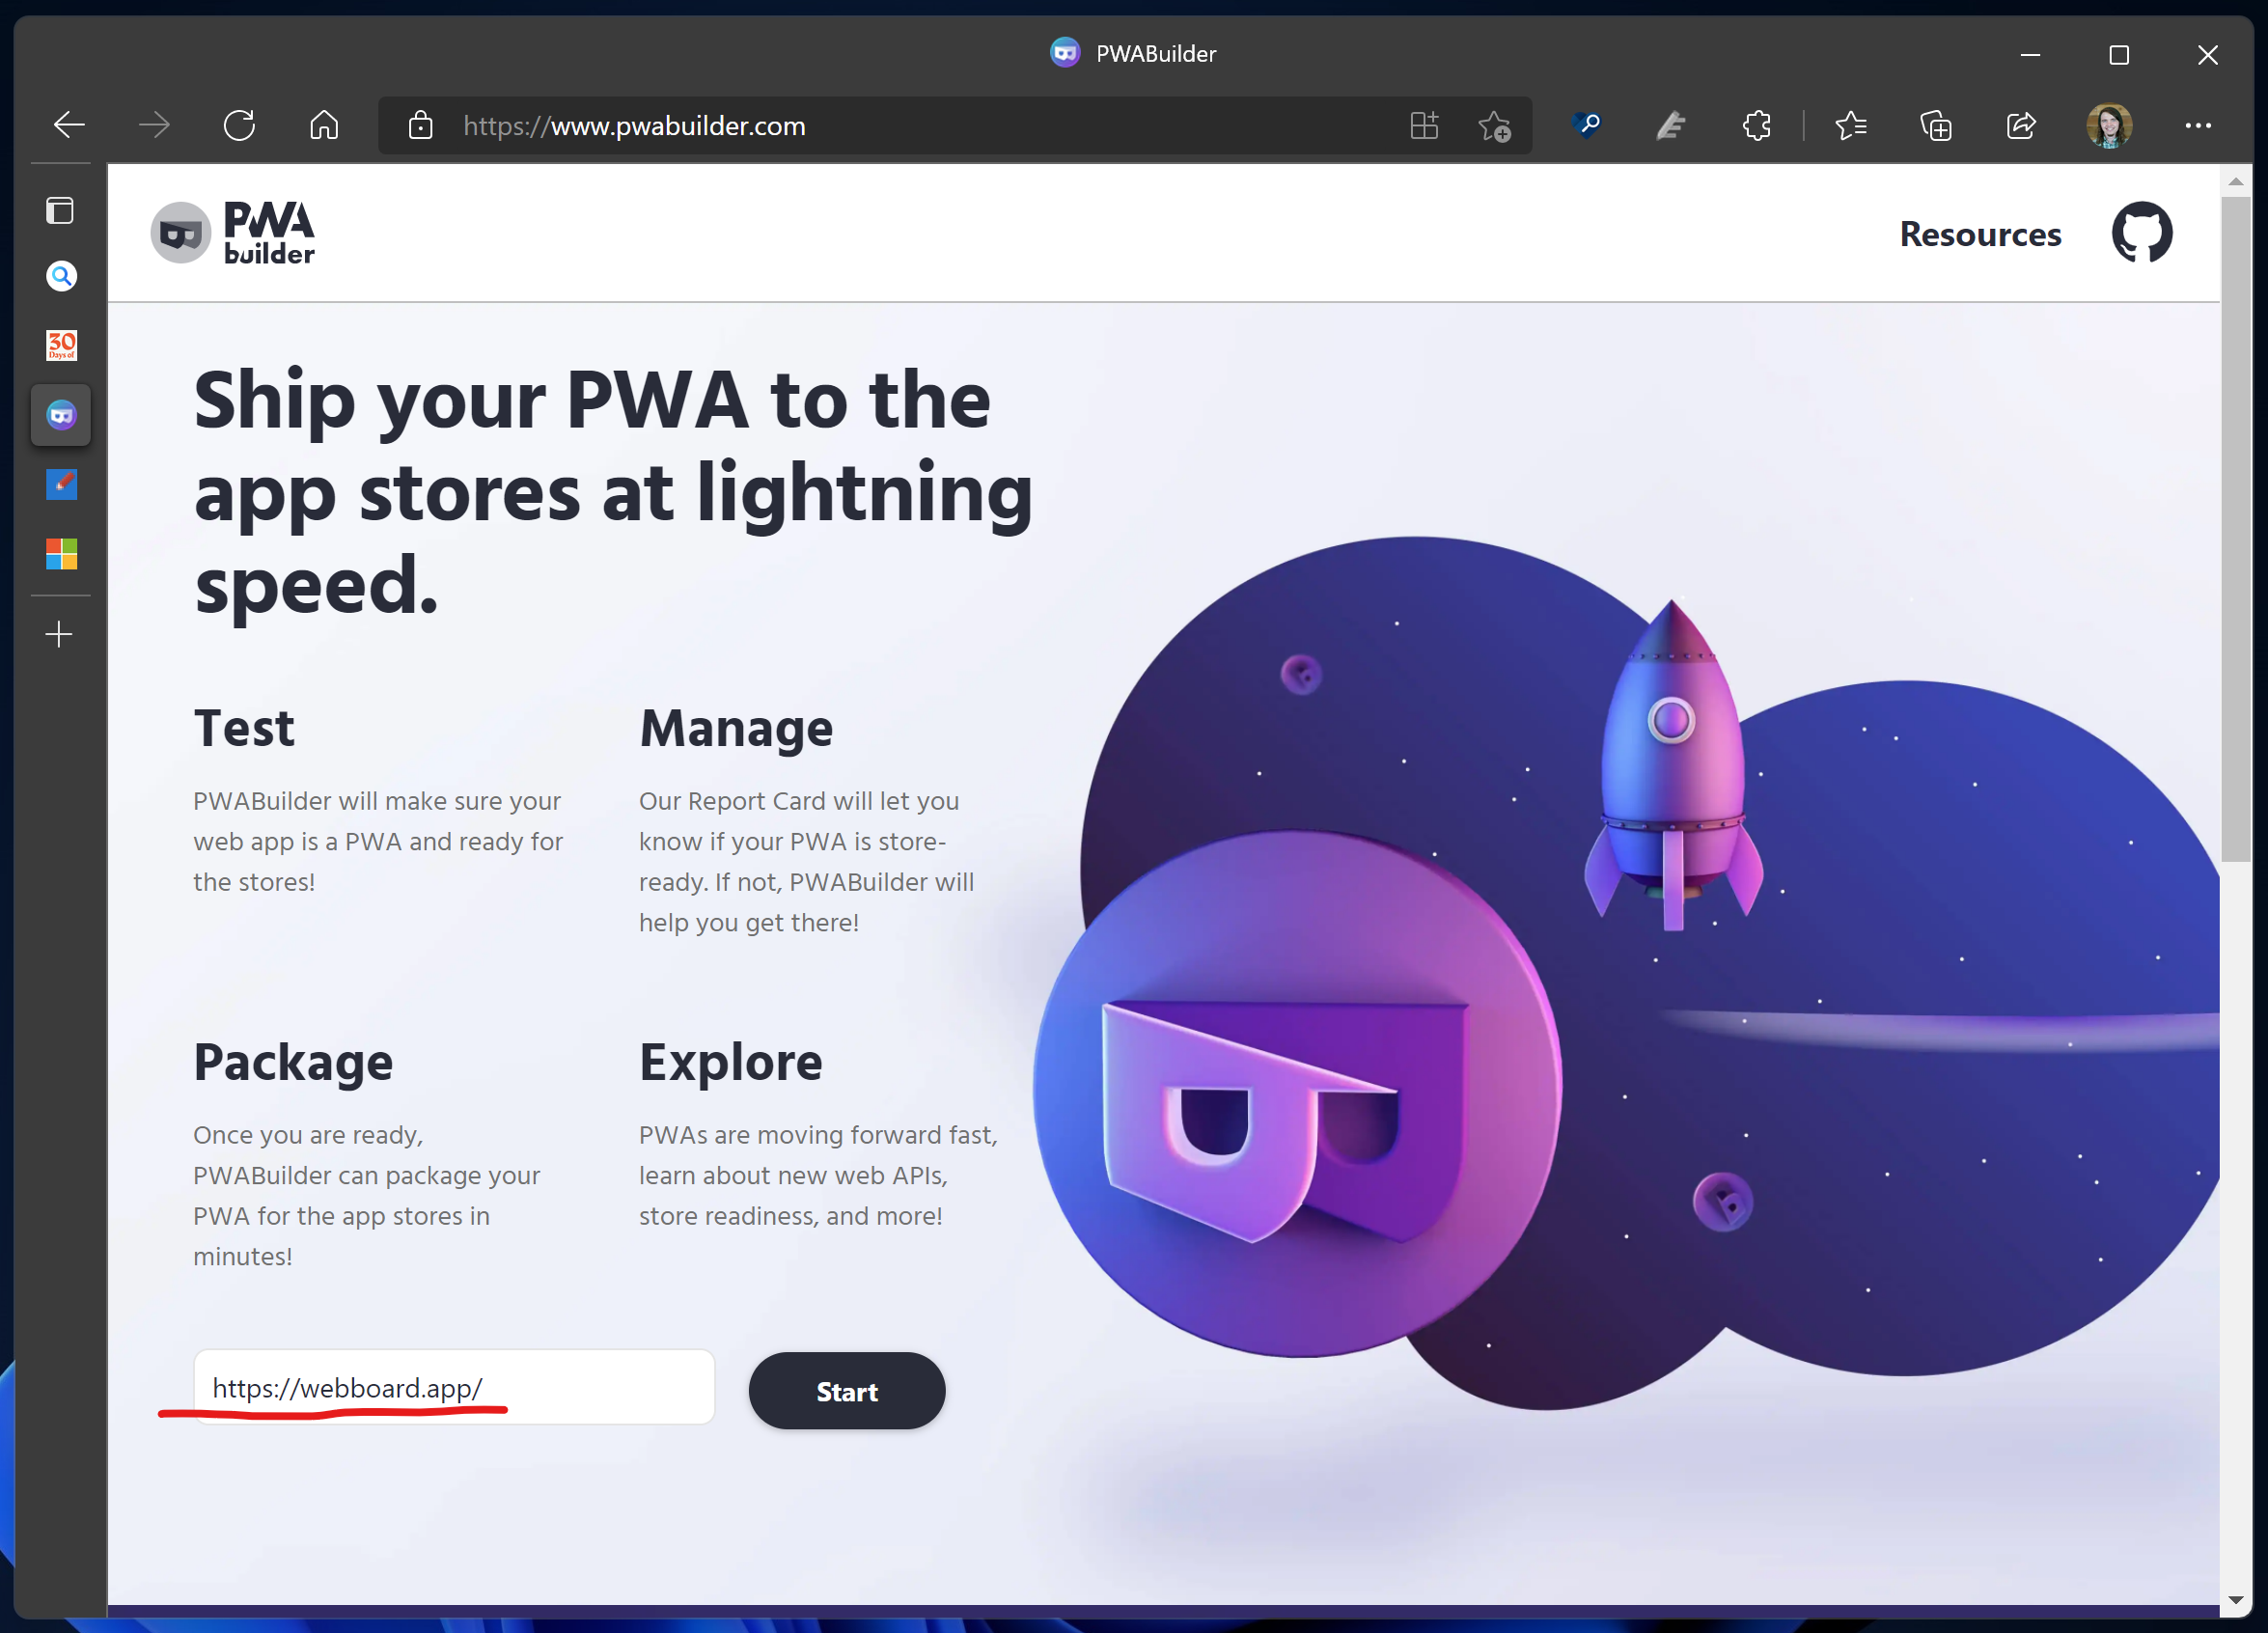 PWABuilder
https://www.pwabuilder.com
PWA
builder
Resources
30
Days of
Ship your PWA to the
app stores at lightning
speed.
Test
PWABuilder will make sure your
web app is a PWA and ready for
the stores!
Manage
Our Report Card will let you
know if your PWA is store-
ready. If not, PWABuilder will
help you get there!
Package
Once you are ready,
PWABuilder can package your
PWA for the app stores in
minutes!
Explore
PWAs are moving forward fast,
learn about new web APIs,
store readiness, and more!
https://webboard.app/
Start